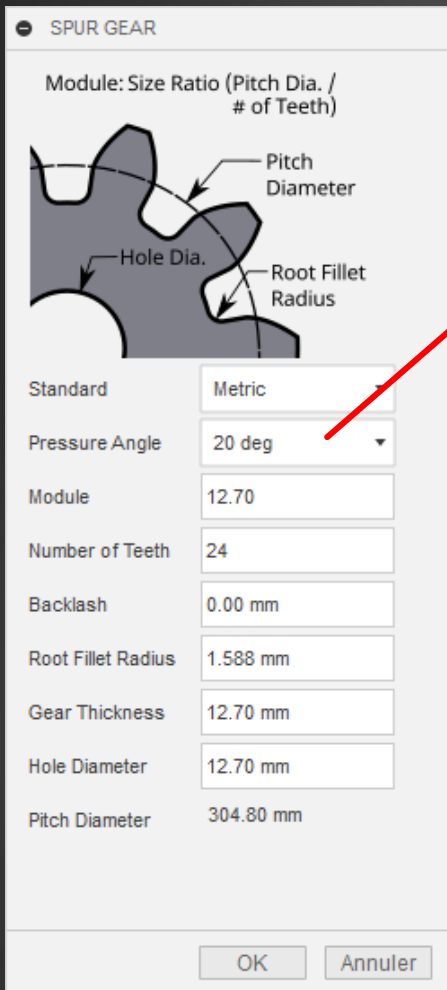 SPUR GEAR
Module: Size Ratio (Pitch Dia. /
# of Teeth)
Pitch
Diameter
Hole Dia.
Root Fillet
Radius
Standard Metric
Pressure Angle 20 deg
Module 12.70
Number of Teeth 24
Backlash 0.00 mm
Root Fillet Radius 1.588 mm
Gear Thickness 12.70 mm
Hole Diameter 12.70 mm
Pitch Diameter 304.80 mm
OK Annuler